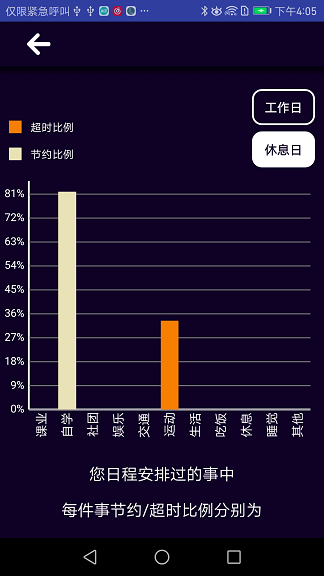 仅限紧急呼叫 ... 下午4:05
工作日
超时比例
休息日
节约比例
81%
72%
63%
54%
45%
36%
27%
18%
9%
0%
课业 自学 社团 娱乐 交通 运动 生活 吃饭 休息 睡觉 其他
您日程安排过的事中
每件事节约/超时比例分别为